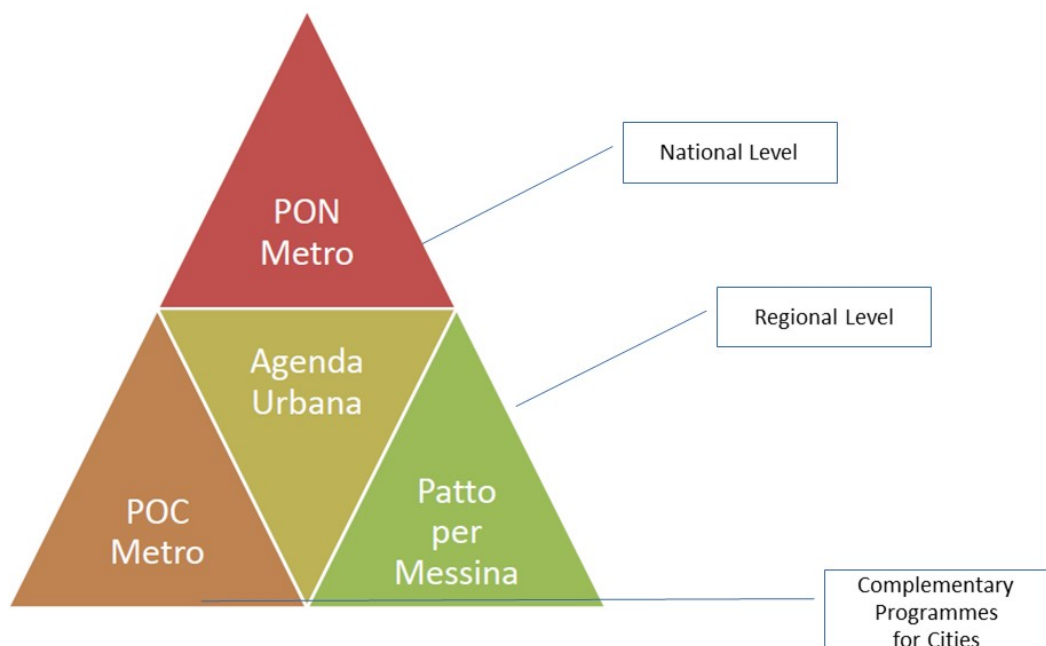 PON
Metro
National Level
Regional Level
Agenda
Urbana
POC
Metro
Patto
per
Messina
Complementary
Programmes
for Cities